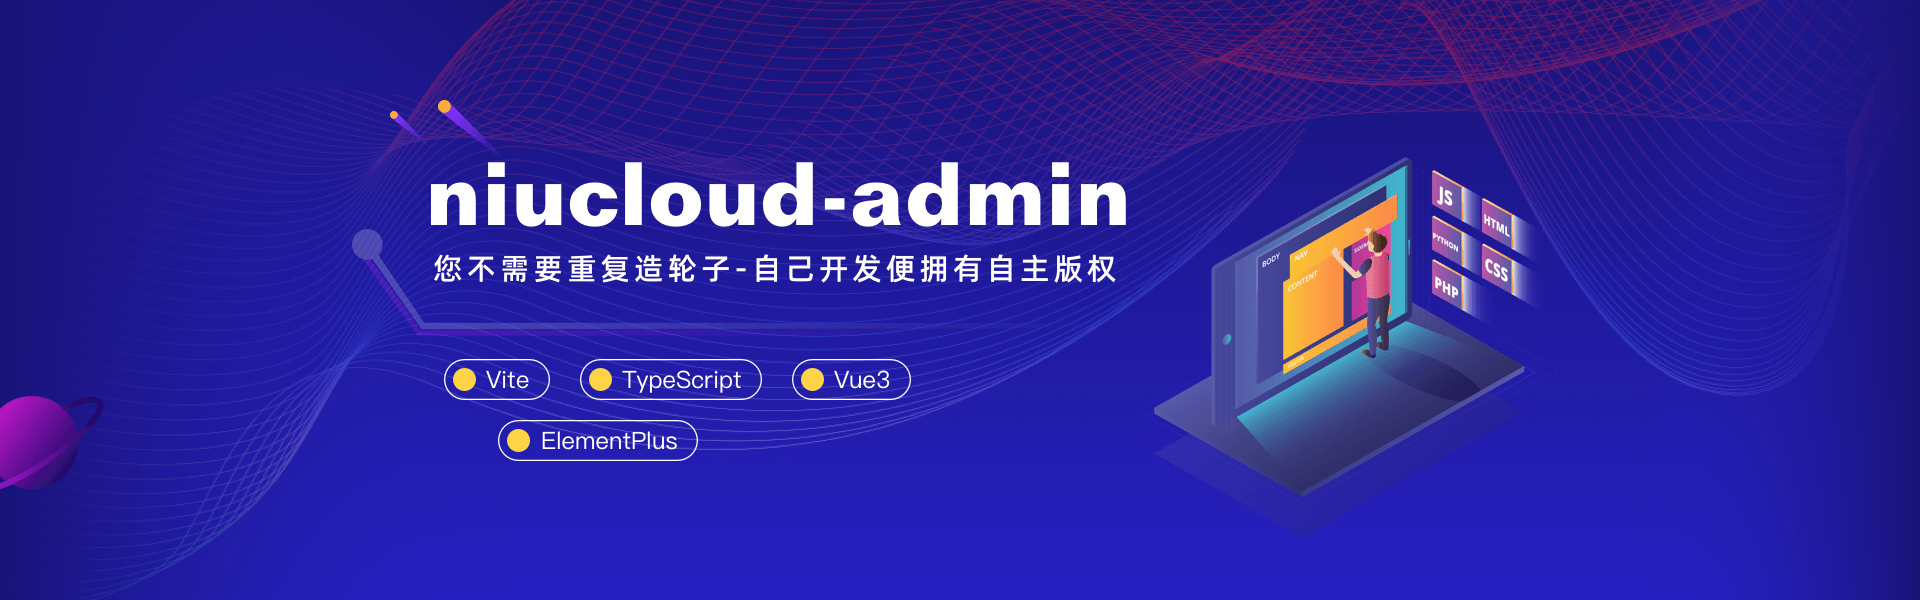 niucloud-admin
您不需要重复造轮子-自己开发便拥有自主版权
Vite
TypeScript
Vue3
ElementPlus
BODY
NAV
CONTENT
JS
HTML
PYTHON
CSS
PHP